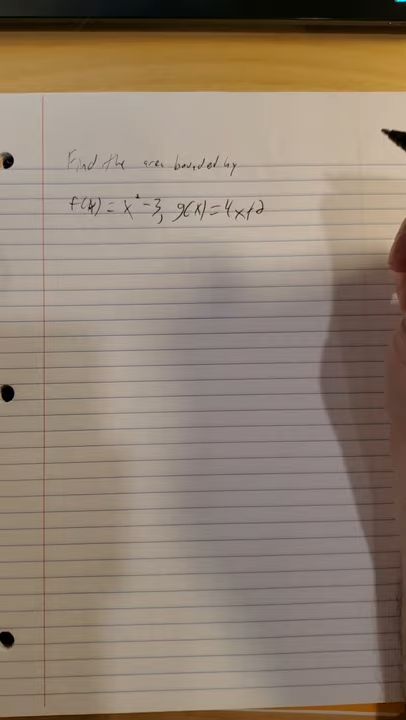 Find the area bounded by
f(x) = x² - 3, g(x) = 4x+2